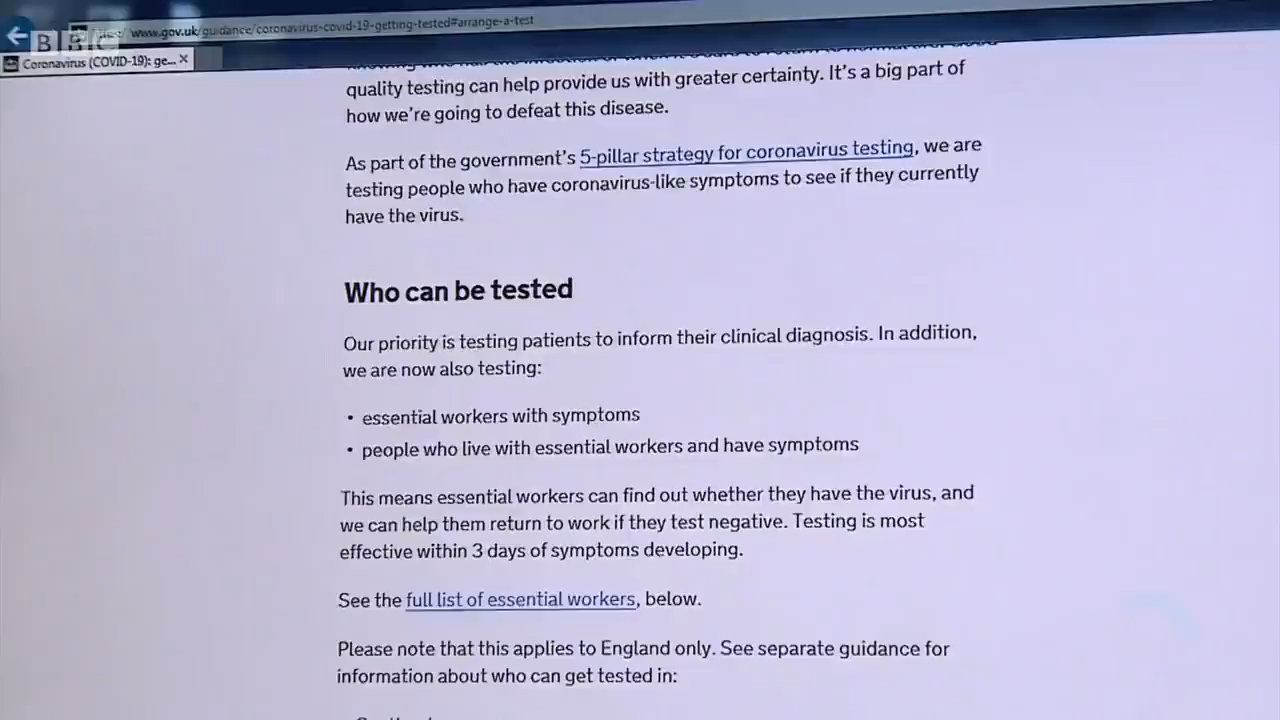 BBC
www.gov.uk/guidance/coronavirus-covid-19-getting-tested#arrange-a-test
Coronavirus (COVID-19): ge... ×
quality testing can help provide us with greater certainty. It's a big part of
how we're going to defeat this disease.
As part of the government's 5-pillar strategy for coronavirus testing, we are
testing people who have coronavirus-like symptoms to see if they currently
have the virus.
Who can be tested
Our priority is testing patients to inform their clinical diagnosis. In addition,
we are now also testing:
• essential workers with symptoms
• people who live with essential workers and have symptoms
This means essential workers can find out whether they have the virus, and
we can help them return to work if they test negative. Testing is most
effective within 3 days of symptoms developing.
See the full list of essential workers, below.
Please note that this applies to England only. See separate guidance for
information about who can get tested in: